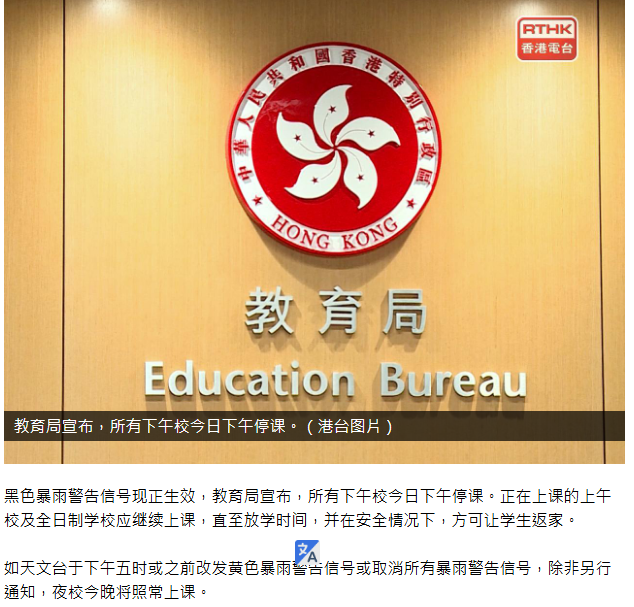 RTHK
香港電台
中華人民共和國香港特別行政區
HONG KONG
教育局
Education Bureau
教育局宣布，所有下午校今日下午停课。（港台图片）
黑色暴雨警告信号现正生效，教育局宣布，所有下午校今日下午停课。正在上课的上午
校及全日制学校应继续上课，直至放学时间，并在安全情况下，方可让学生返家。
文A
如天文台于下午五时或之前改发黄色暴雨警告信号或取消所有暴雨警告信号，除非另行
通知，夜校今晚将照常上课。